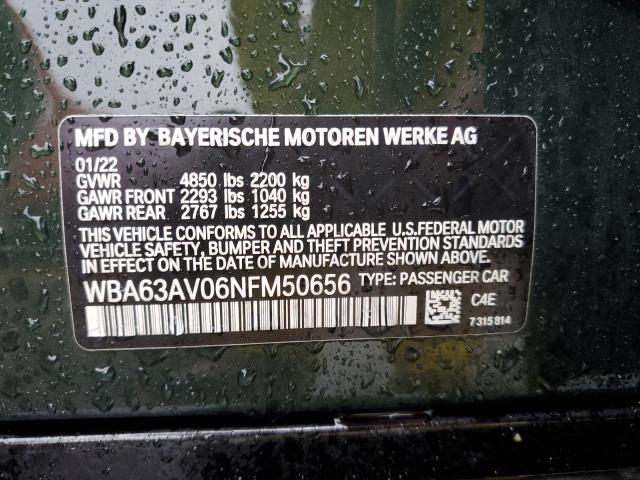 MFD BY BAYERISCHE MOTOREN WERKE AG
01/22
GVWR 4850 lbs 2200 kg
GAWR FRONT 2293 lbs 1040 kg
GAWR REAR 2767 lbs 1255 kg
THIS VEHICLE CONFORMS TO ALL APPLICABLE U.S.FEDERAL MOTOR
VEHICLE SAFETY, BUMPER AND THEFT PREVENTION STANDARDS
IN EFFECT ON THE DATE OF MANUFACTURE SHOWN ABOVE.
WBA63AV06NFM50656 TYPE: PASSENGER CAR
C4E
7315814